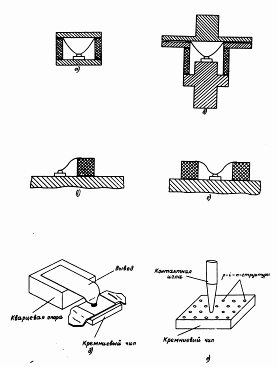 а)
Вывод
Кварцевая опора
Кремниевый чип
д)
Контактная
игла
p-i-n-структуры
Кремниевый чип